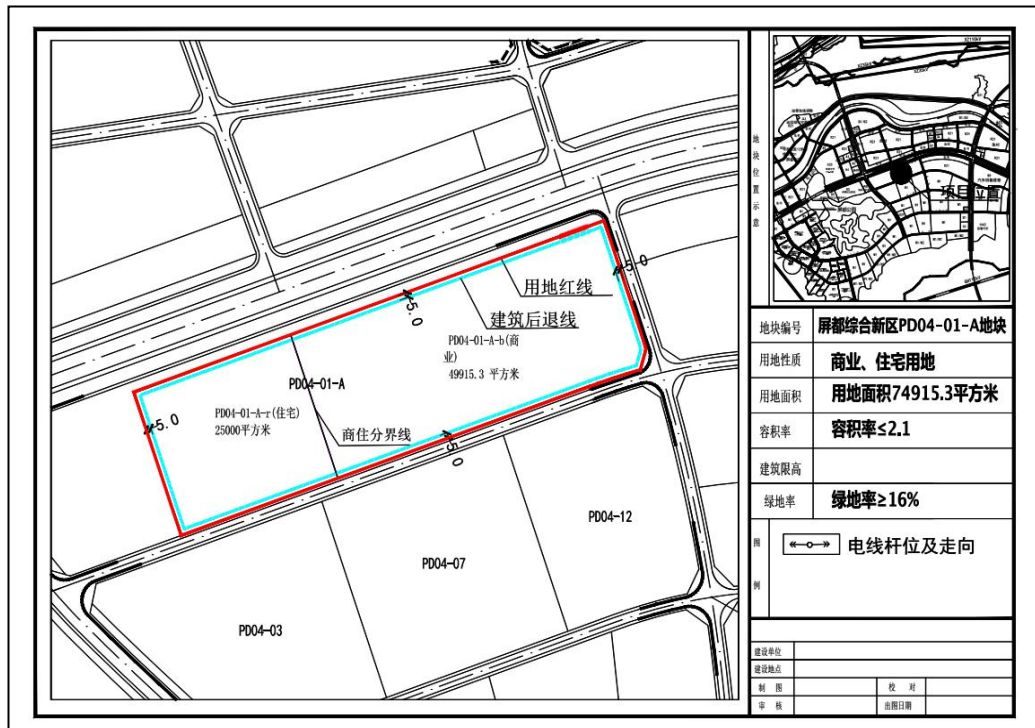 用地红线
建筑后退线
5.0
5.0
5.0
5.0
PD04-01-A-b(商
业)
49915.3 平方米
PD04-01-A
PD04-01-A-r(住宅)
25000平方米
商住分界线
PD04-12
PD04-07
PD04-03
地块位置示意
项目位置
地块编号 屏都综合新区PD04-01-A地块
用地性质 商业、住宅用地
用地面积 用地面积74915.3平方米
容积率 容积率≤2.1
建筑限高
绿地率 绿地率≥16%
图例 电线杆位及走向
建设单位
建设地点
制 图 校 对
审 核 出图日期